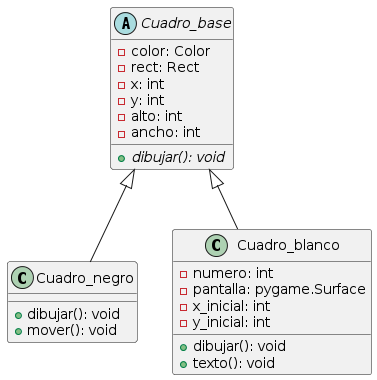 A Cuadro_base
color: Color
rect: Rect
x: int
y: int
alto: int
ancho: int
dibujar(): void
C Cuadro_negro
dibujar(): void
mover(): void
C Cuadro_blanco
numero: int
pantalla: pygame.Surface
x_inicial: int
y_inicial: int
dibujar(): void
texto(): void